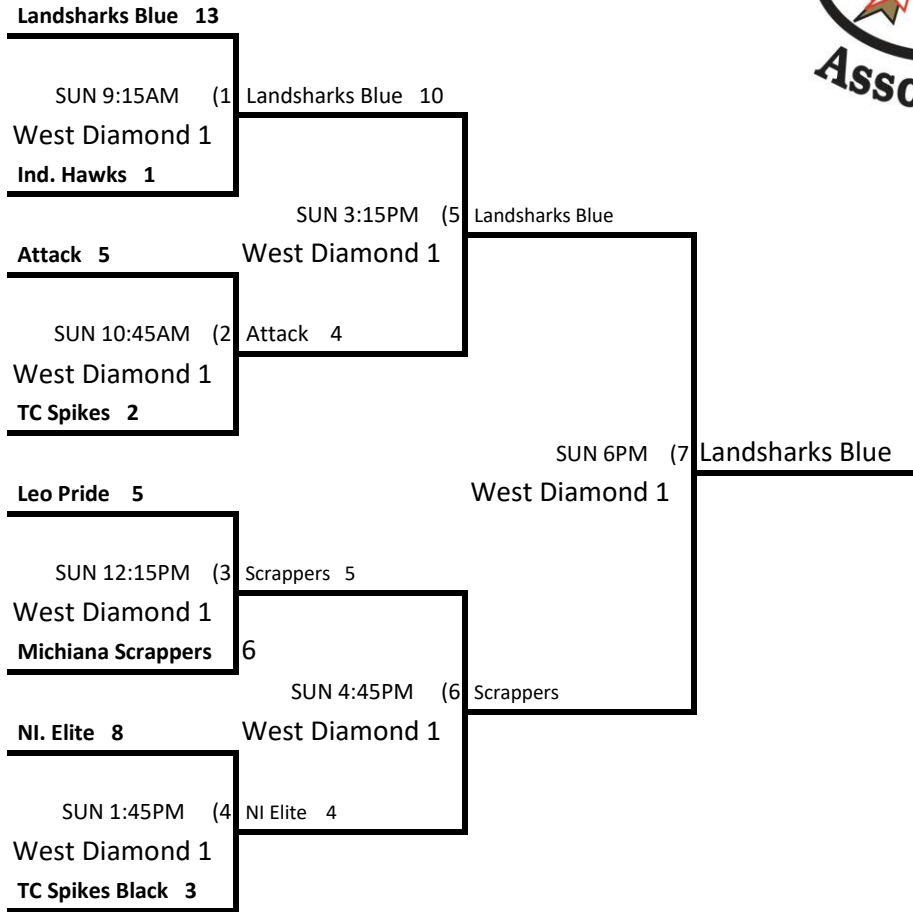 Landsharks Blue 13
SUN 9:15AM (1 Landsharks Blue 10
West Diamond 1
Ind. Hawks 1
SUN 3:15PM (5 Landsharks Blue
Attack 5 West Diamond 1
SUN 10:45AM (2 Attack 4
West Diamond 1
TC Spikes 2
SUN 6PM (7 Landsharks Blue
Leo Pride 5 West Diamond 1
SUN 12:15PM (3 Scrappers 5
West Diamond 1
Michiana Scrappers 6
SUN 4:45PM (6 Scrappers
NI. Elite 8 West Diamond 1
SUN 1:45PM (4 NI Elite 4
West Diamond 1
TC Spikes Black 3